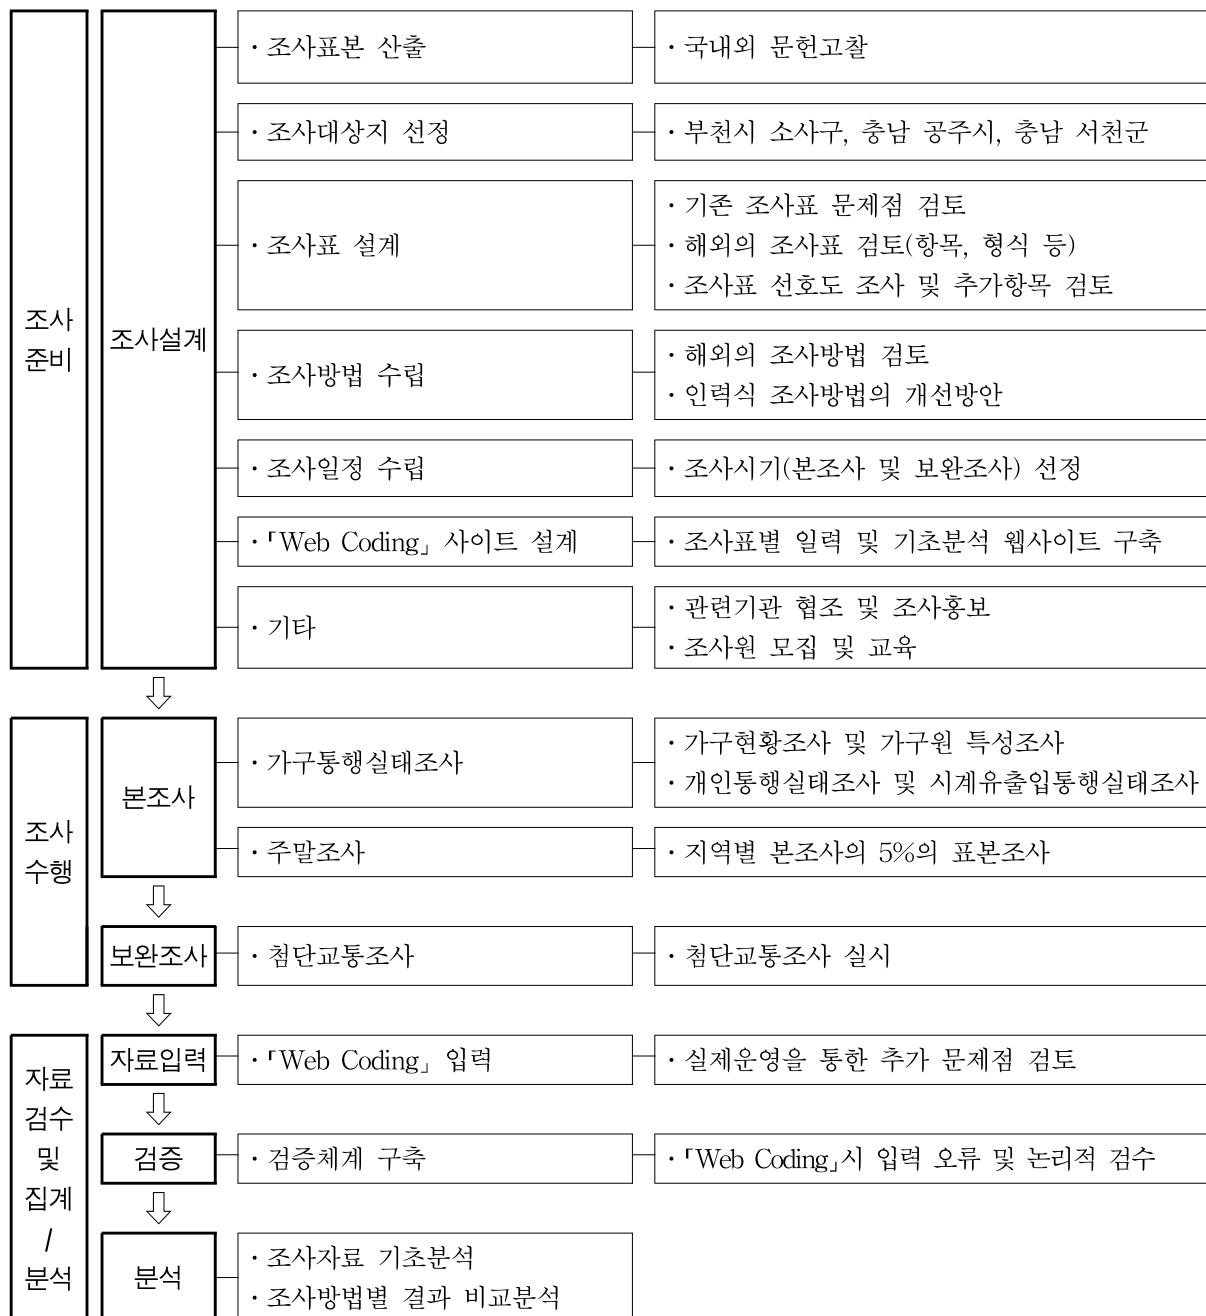 조사
준비
조사설계
· 조사표본 산출
· 국내외 문헌고찰
· 조사대상지 선정
· 부천시 소사구, 충남 공주시, 충남 서천군
· 조사표 설계
· 기존 조사표 문제점 검토
· 해외의 조사표 검토(항목, 형식 등)
· 조사표 선호도 조사 및 추가항목 검토
· 조사방법 수립
· 해외의 조사방법 검토
· 인력식 조사방법의 개선방안
· 조사일정 수립
· 조사시기(본조사 및 보완조사) 선정
· 「Web Coding」 사이트 설계
· 조사표별 일력 및 기초분석 웹사이트 구축
· 기타
· 관련기관 협조 및 조사홍보
· 조사원 모집 및 교육
조사
수행
본조사
· 가구통행실태조사
· 가구현황조사 및 가구원 특성조사
· 개인통행실태조사 및 시계유출입통행실태조사
· 주말조사
· 지역별 본조사의 5%의 표본조사
보완조사
· 첨단교통조사
· 첨단교통조사 실시
자료
검수
및
집계
/
분석
자료입력
· 「Web Coding」 입력
· 실제운영을 통한 추가 문제점 검토
검증
· 검증체계 구축
· 「Web Coding」시 입력 오류 및 논리적 검수
분석
· 조사자료 기초분석
· 조사방법별 결과 비교분석